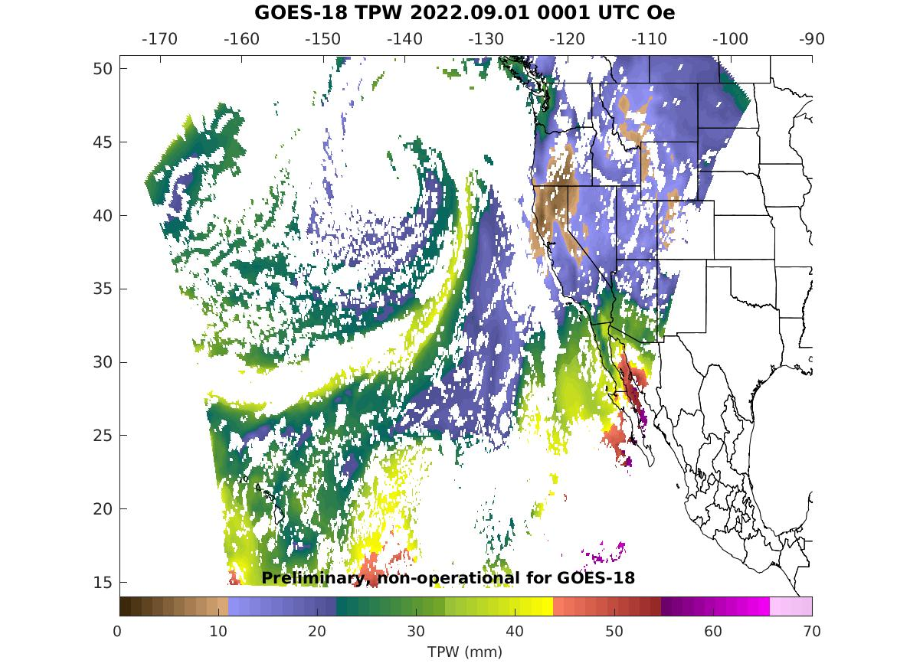 GOES-18 TPW 2022.09.01 0001 UTC Oe
-170 -160 -150 -140 -130 -120 -110 -100 -90
50
45
40
35
30
25
20
15
Preliminary, non-operational for GOES-18
0 10 20 30 40 50 60 70
TPW (mm)